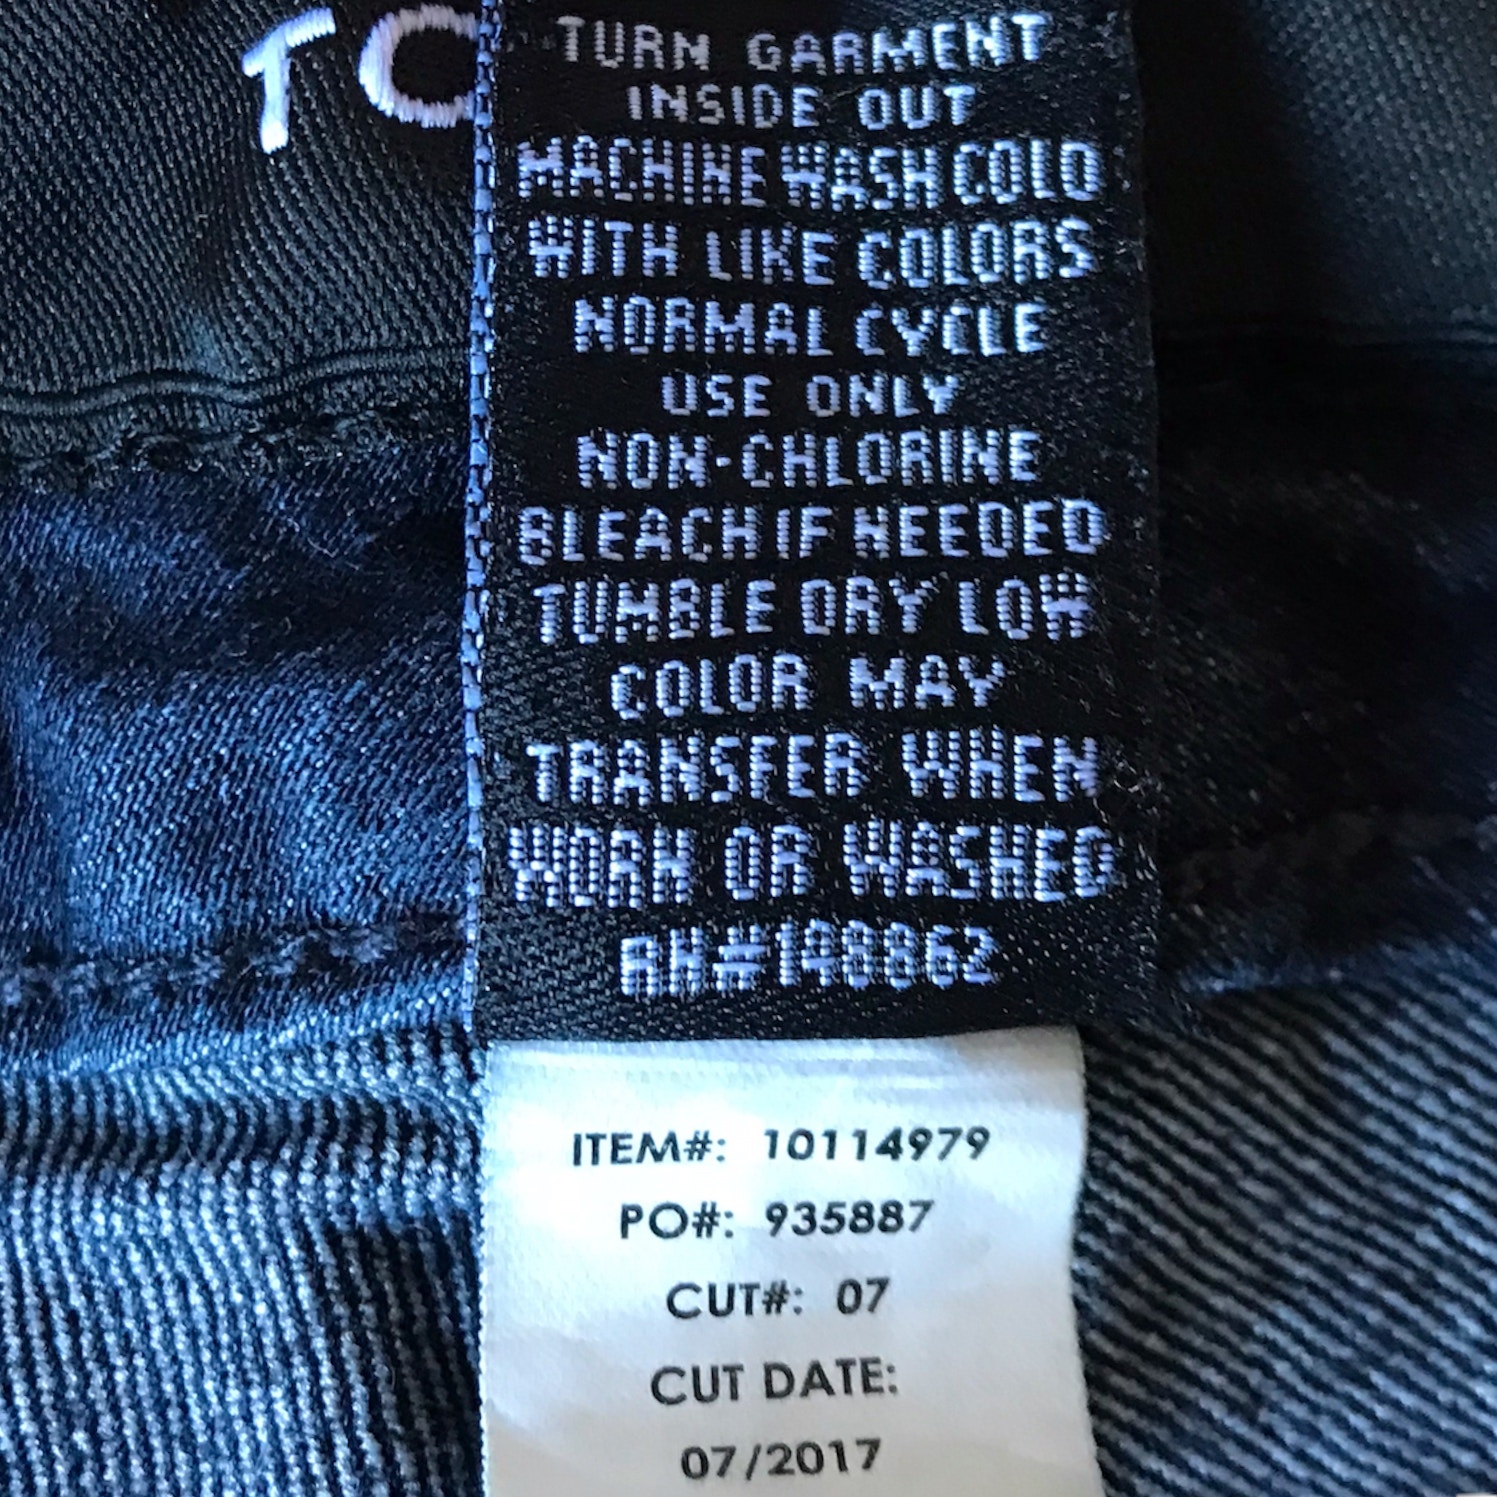 TO
TURN GARMENT
INSIDE OUT
MACHINE WASH COLD
WITH LIKE COLORS
NORMAL CYCLE
USE ONLY
NON-CHLORINE
BLEACH IF NEEDED
TUMBLE DRY LOW
COLOR MAY
TRANSFER WHEN
WORN OR WASHED
RN#148862
ITEM#: 10114979
PO#: 935887
CUT#: 07
CUT DATE:
07/2017